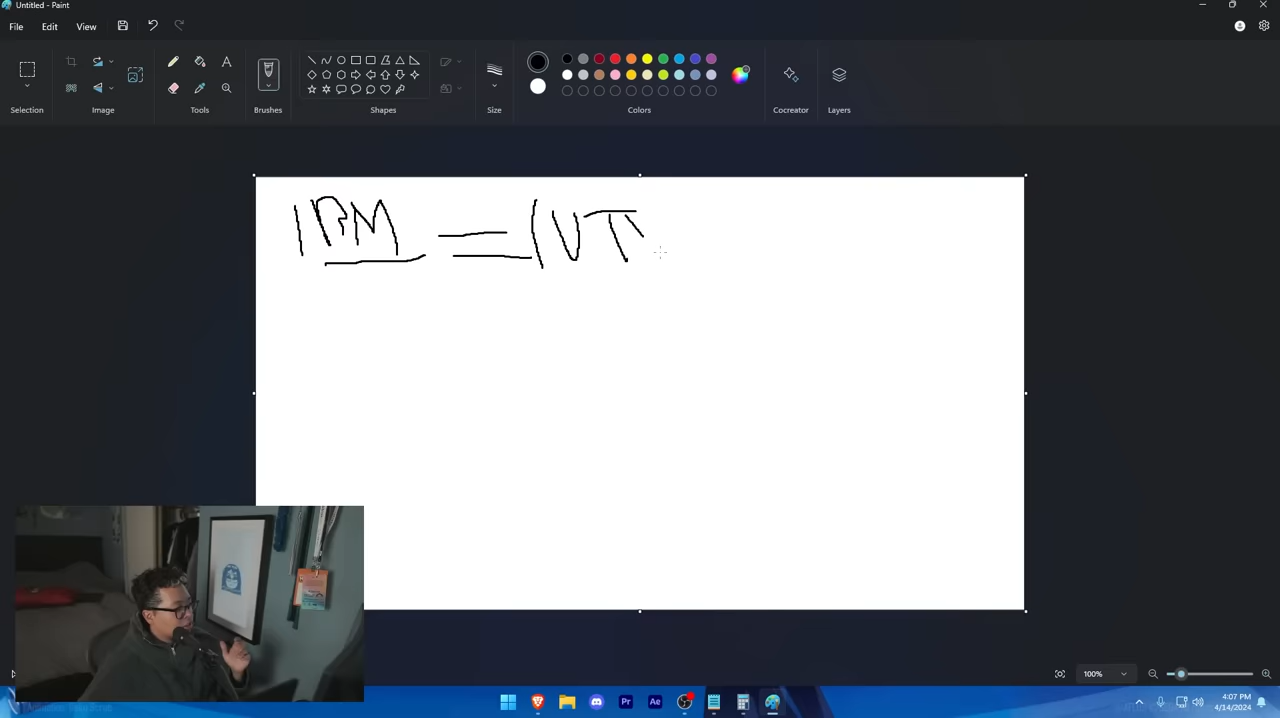 Untitled - Paint
File Edit View
Selection Image Tools Brushes Shapes Size Colors Cocreator Layers
IBM =
100%
4:07 PM
4/14/2024